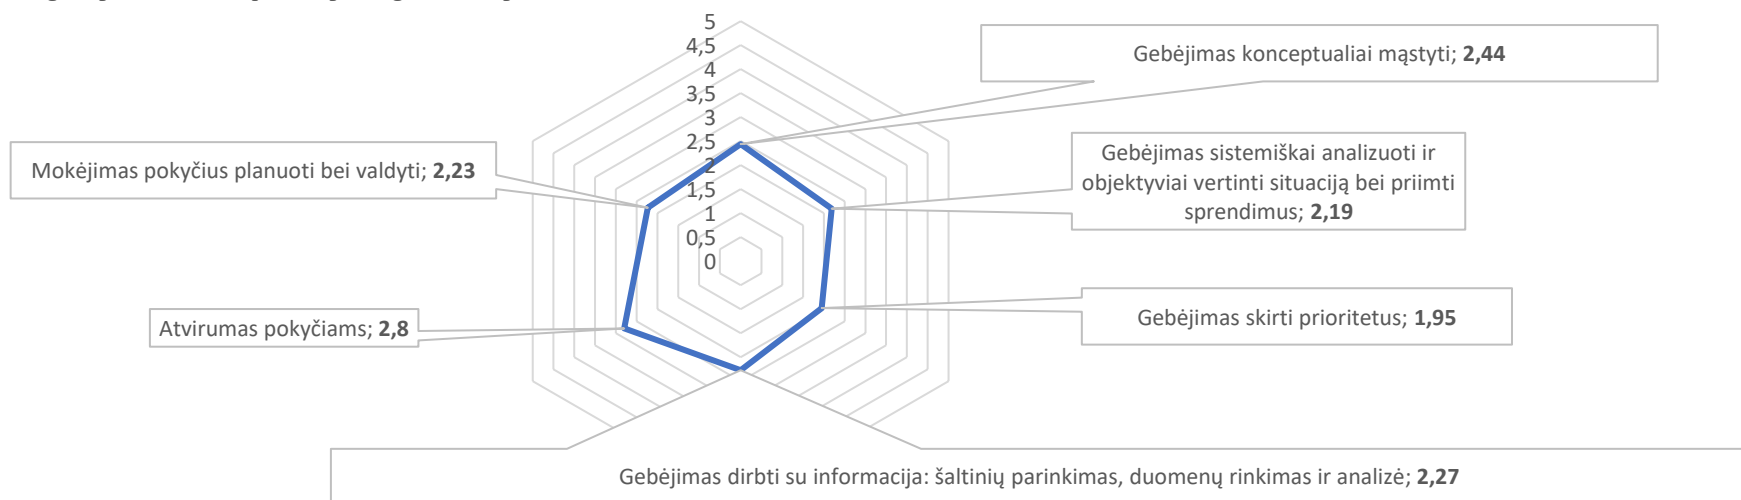 5
4,5
4
3,5
3
2,5
2
1,5
1
0,5
0
Gebėjimas konceptualiai mąstyti; 2,44
Gebėjimas sistemiškai analizuoti ir
objektyviai vertinti situaciją bei priimti
sprendimus; 2,19
Gebėjimas skirti prioritetus; 1,95
Gebėjimas dirbti su informacija: šaltinių parinkimas, duomenų rinkimas ir analizė; 2,27
Atvirumas pokyčiams; 2,8
Mokėjimas pokyčius planuoti bei valdyti; 2,23